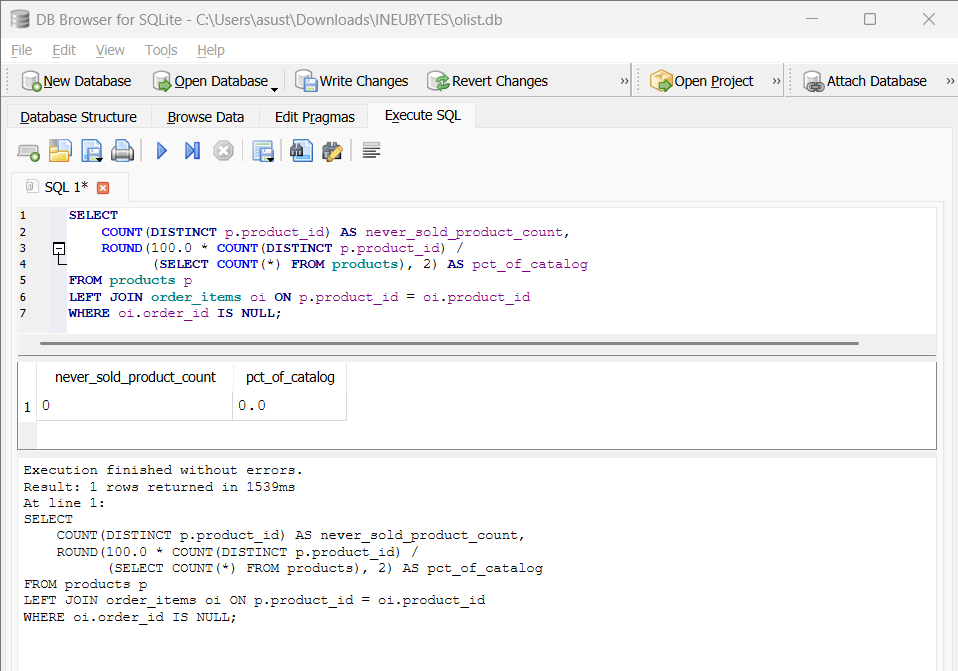 DB Browser for SQLite - C:\Users\asust\Downloads\INEUBYTES\olist.db
File Edit View Tools Help
New Database Open Database Write Changes Revert Changes » Open Project » Attach Database »
Database Structure Browse Data Edit Pragmas Execute SQL
SQL 1*
1 SELECT
2 COUNT(DISTINCT p.product_id) AS never_sold_product_count,
3 ROUND(100.0 * COUNT(DISTINCT p.product_id) /
4 (SELECT COUNT(*) FROM products), 2) AS pct_of_catalog
5 FROM products p
6 LEFT JOIN order_items oi ON p.product_id = oi.product_id
7 WHERE oi.order_id IS NULL;
never_sold_product_count pct_of_catalog
1 0 0.0
Execution finished without errors.
Result: 1 rows returned in 1539ms
At line 1:
SELECT
COUNT(DISTINCT p.product_id) AS never_sold_product_count,
ROUND(100.0 * COUNT(DISTINCT p.product_id) /
(SELECT COUNT(*) FROM products), 2) AS pct_of_catalog
FROM products p
LEFT JOIN order_items oi ON p.product_id = oi.product_id
WHERE oi.order_id IS NULL;